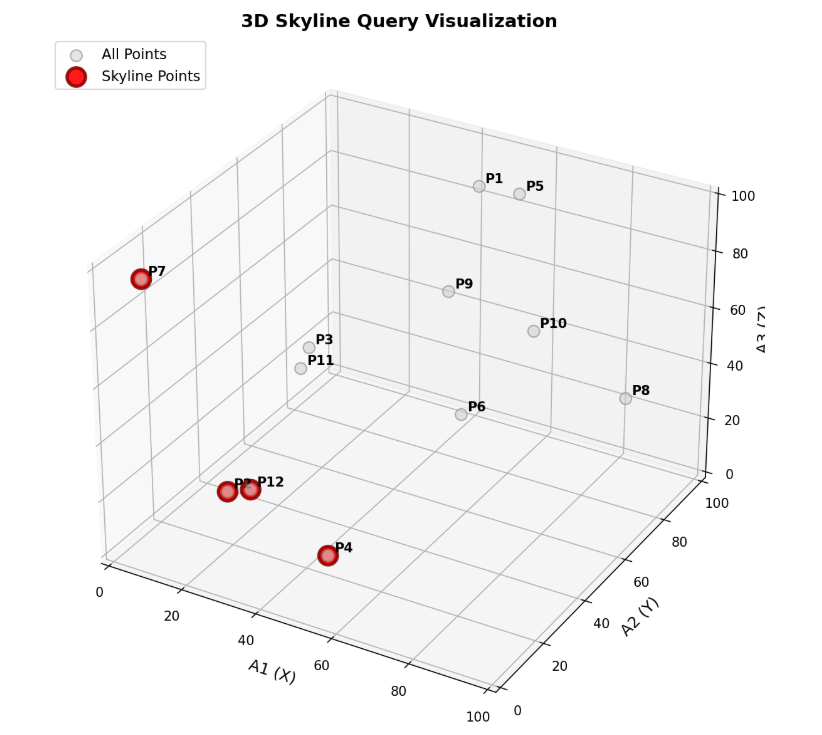 3D Skyline Query Visualization
All Points
Skyline Points
P1
P5
P7
P9
P10
P3
P11
P8
P6
P2
P12
P4
100
80
60
40
20
0
A3 (Z)
100
80
60
40
20
0
A2 (Y)
0
20
40
60
80
100
A1 (X)